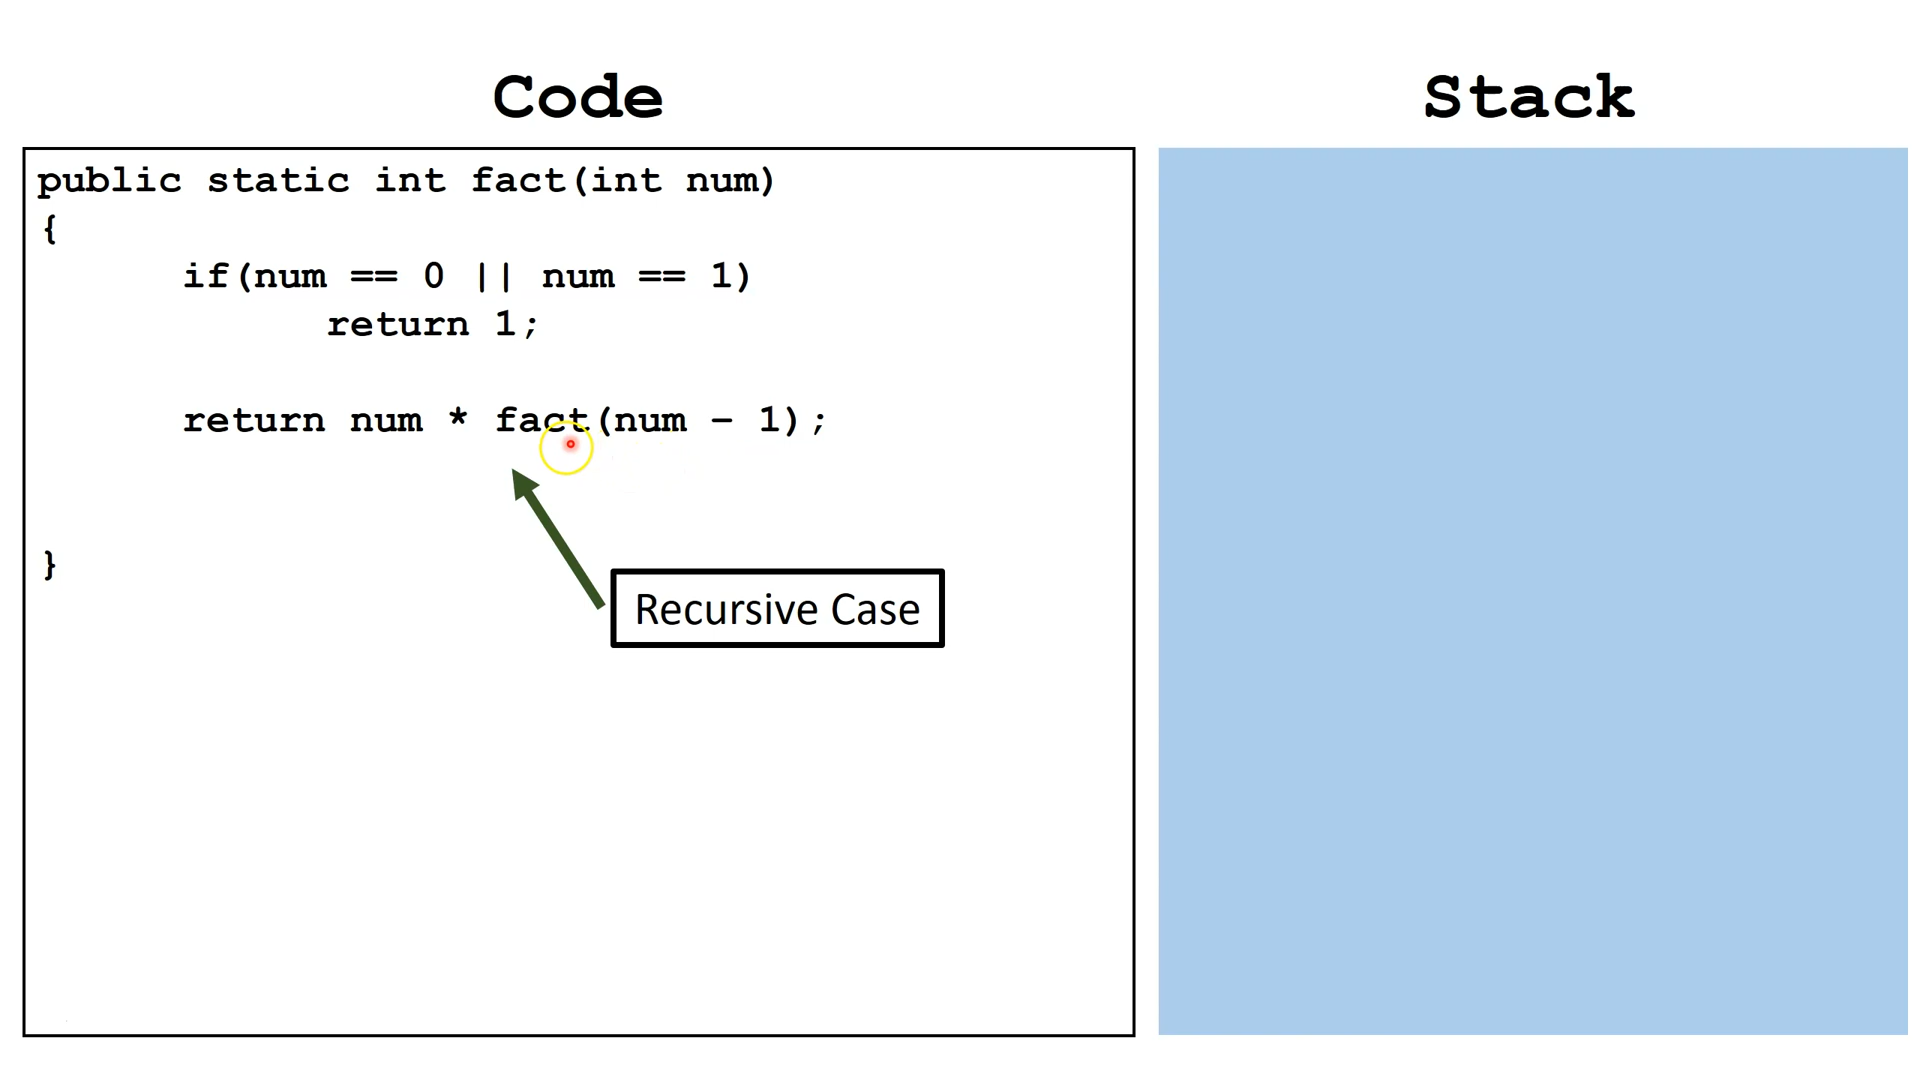 Code
Stack
public static int fact(int num)
{
if(num == 0 || num == 1)
return 1;
return num * fact(num - 1);
}
Recursive Case